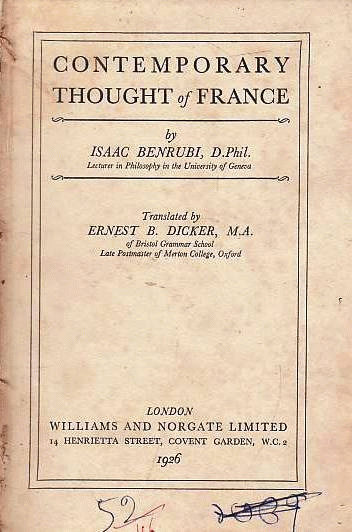 CONTEMPORARY
THOUGHT of FRANCE
by
ISAAC BENRUBI, D.Phil.
Lecturer in Philosophy in the University of Geneva
Translated by
ERNEST B. DICKER, M.A.
of Bristol Grammar School
Late Postmaster of Merton College, Oxford
LONDON
WILLIAMS AND NORGATE LIMITED
14 HENRIETTA STREET, COVENT GARDEN, W.C. 2
1926
52